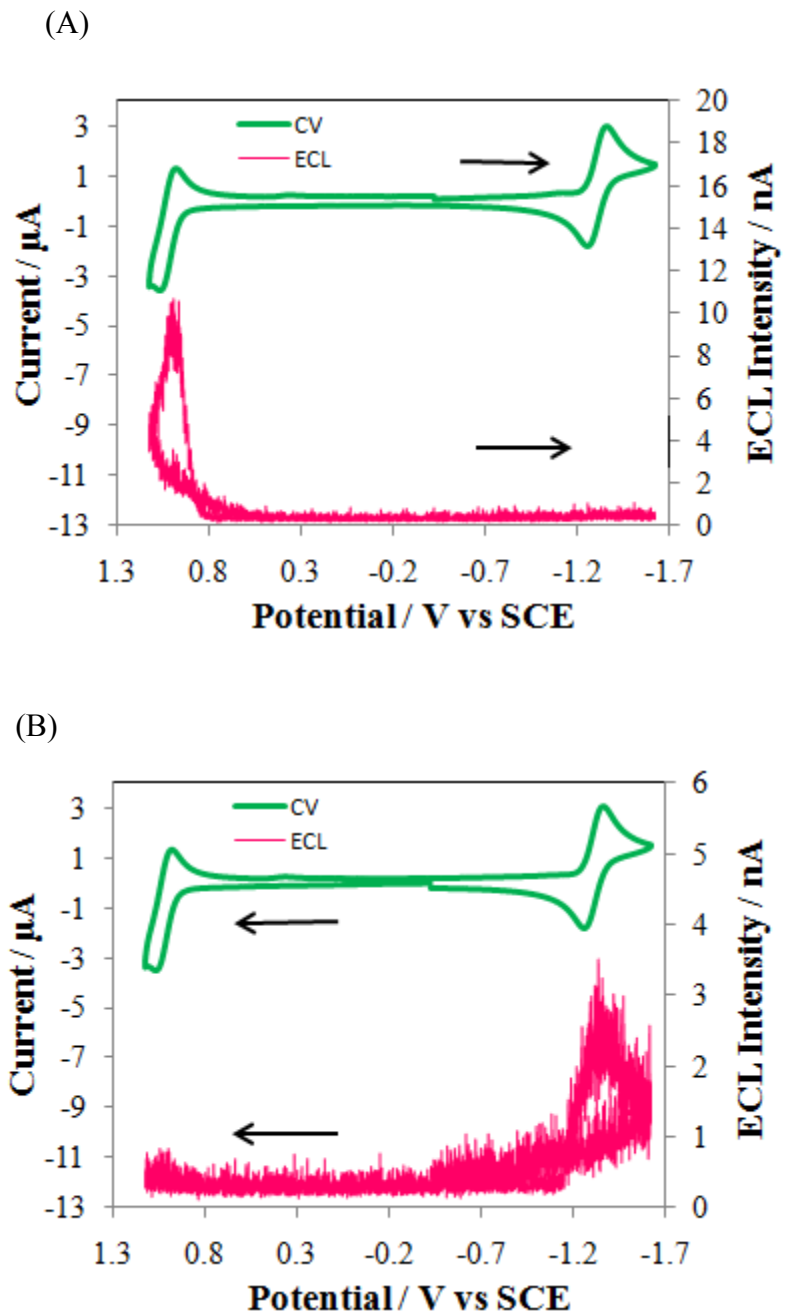 (A)
CV
ECL
3
1
-1
-3
-5
-7
-9
-11
-13
Current / µA
20
18
16
14
12
10
8
6
4
2
0
ECL Intensity / nA
1.3 0.8 0.3 -0.2 -0.7 -1.2 -1.7
Potential / V vs SCE
(B)
CV
ECL
3
1
-1
-3
-5
-7
-9
-11
-13
Current / µA
6
5
4
3
2
1
0
ECL Intensity / nA
1.3 0.8 0.3 -0.2 -0.7 -1.2 -1.7
Potential / V vs SCE